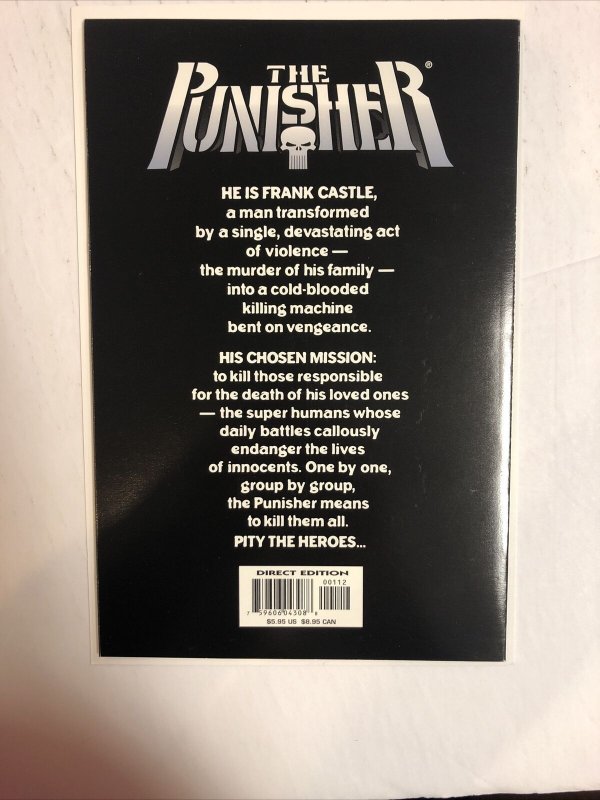 THE
PUNISHER®
HE IS FRANK CASTLE,
a man transformed
by a single, devastating act
of violence —
the murder of his family —
into a cold-blooded
killing machine
bent on vengeance.
HIS CHOSEN MISSION:
to kill those responsible
for the death of his loved ones
— the super humans whose
daily battles callously
endanger the lives
of innocents. One by one,
group by group,
the Punisher means
to kill them all.
PITY THE HEROES...
DIRECT EDITION
00112
7 59606 04308 8
$5.95 US $8.95 CAN